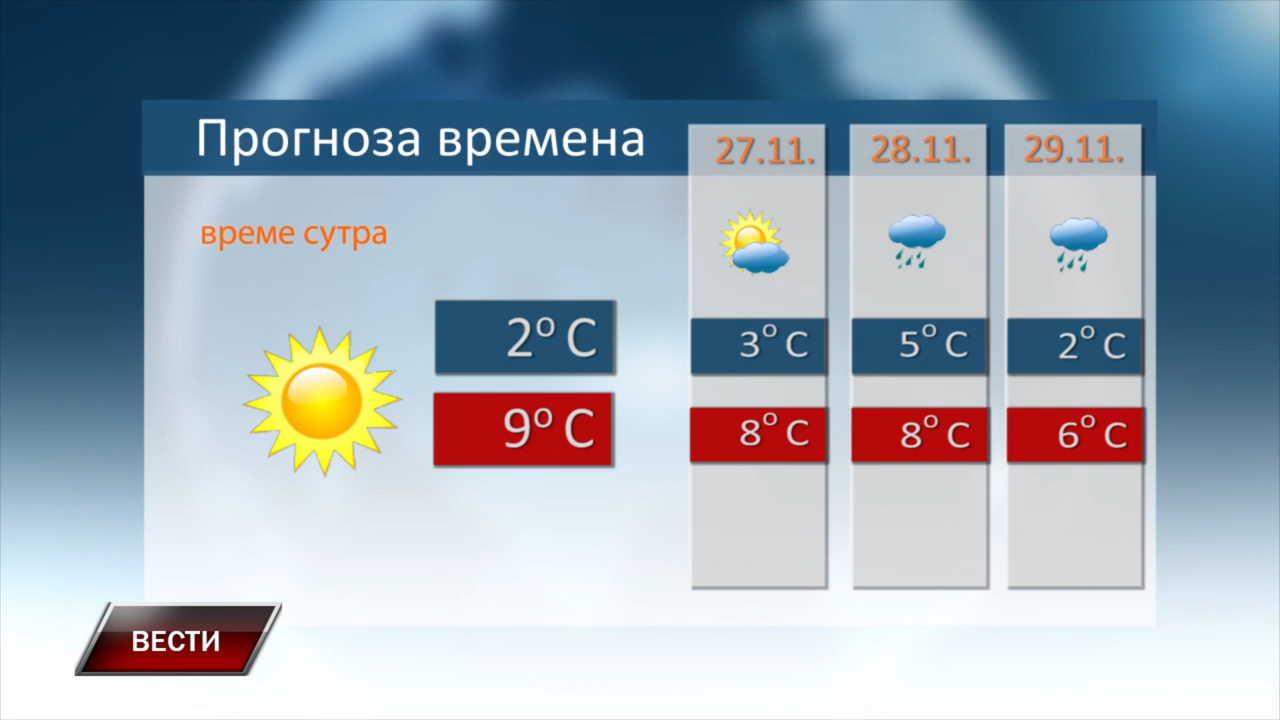 Прогноза времена
време сутра
2° C
9° C
27.11.
3° C
8° C
28.11.
5° C
8° C
29.11.
2° C
6° C
ВЕСТИ